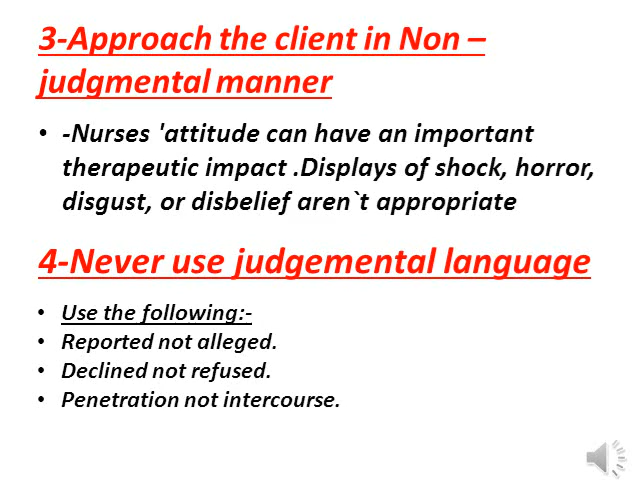 3-Approach the client in Non –
judgmental manner
• -Nurses 'attitude can have an important
therapeutic impact .Displays of shock, horror,
disgust, or disbelief aren`t appropriate
4-Never use judgemental language
• Use the following:-
• Reported not alleged.
• Declined not refused.
• Penetration not intercourse.